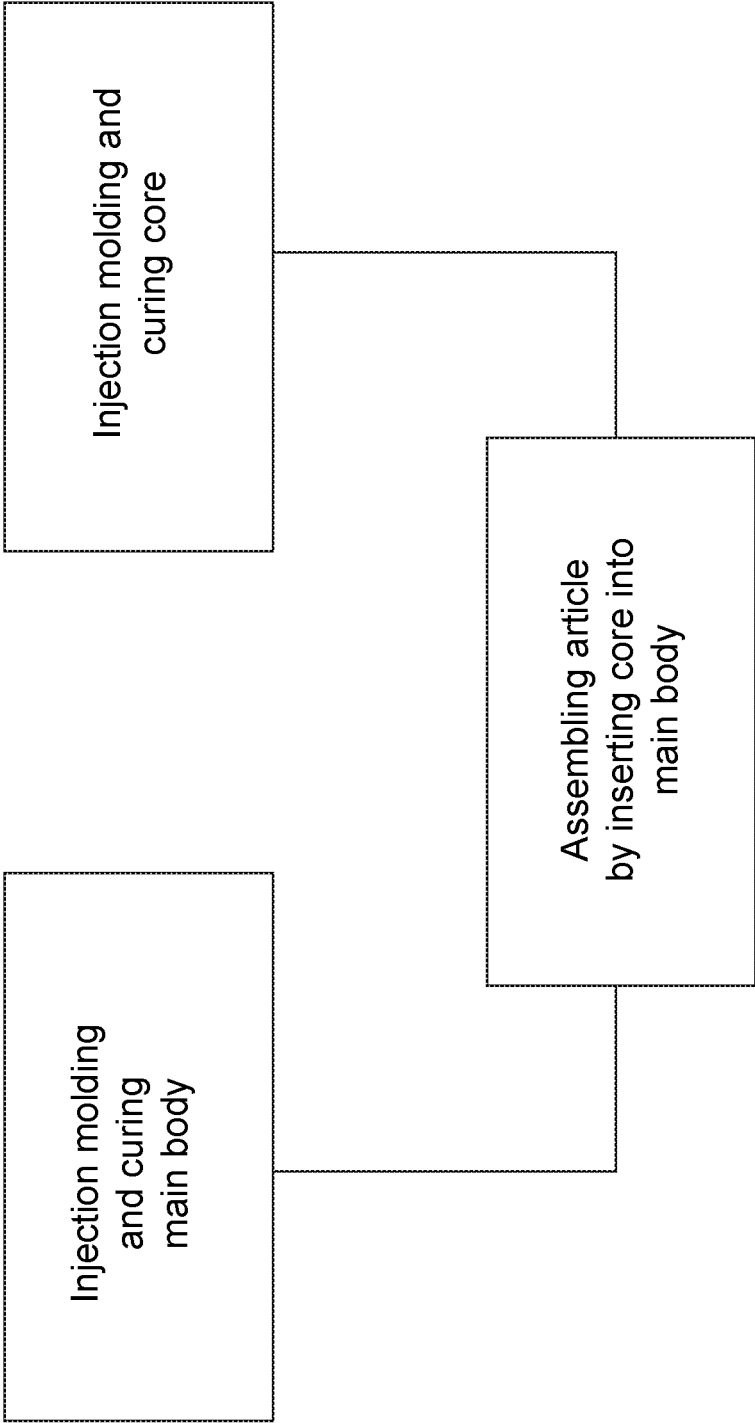 Injection molding
and curing
main body
Injection molding and
curing core
Assembling article
by inserting core into
main body